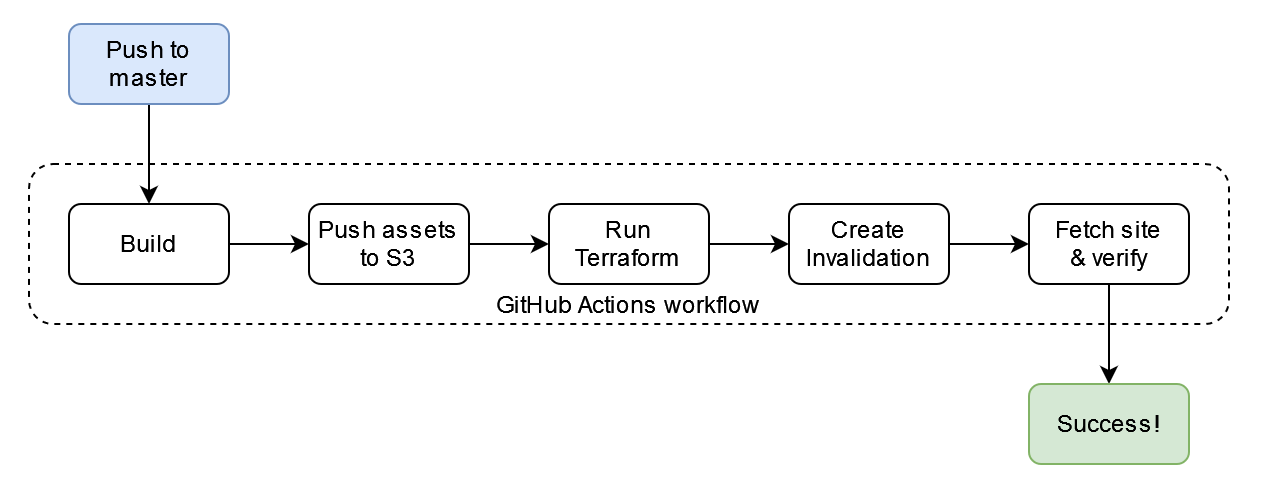 Push to
master
Build
Push assets
to S3
Run
Terraform
Create
Invalidation
Fetch site
& verify
GitHub Actions workflow
Success!